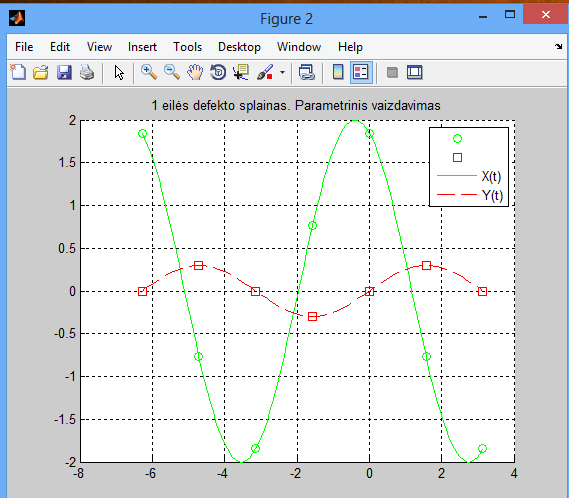 Figure 2
File Edit View Insert Tools Desktop Window Help
1 eilės defekto splainas. Parametrinis vaizdavimas
2
1.5
1
0.5
0
-0.5
-1
-1.5
-2
-8 -6 -4 -2 0 2 4
X(t)
Y(t)